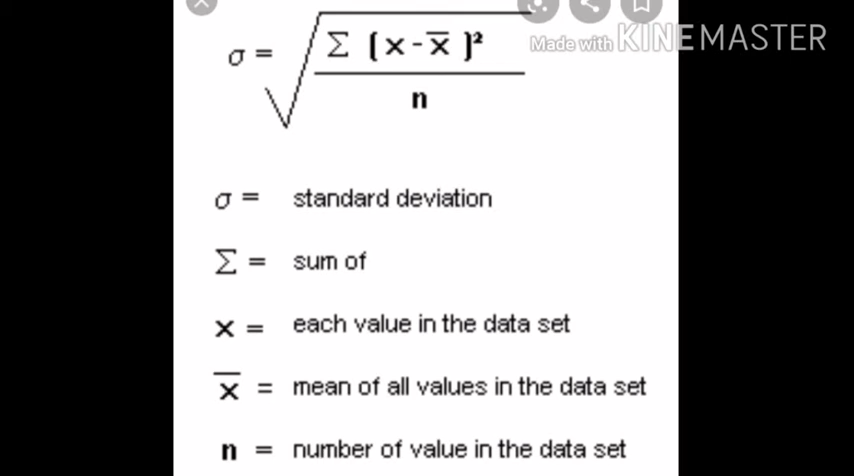 Made with KINEMASTER
σ = √ Σ (x - x̅ )²
n
σ = standard deviation
Σ = sum of
x = each value in the data set
x̅ = mean of all values in the data set
n = number of value in the data set